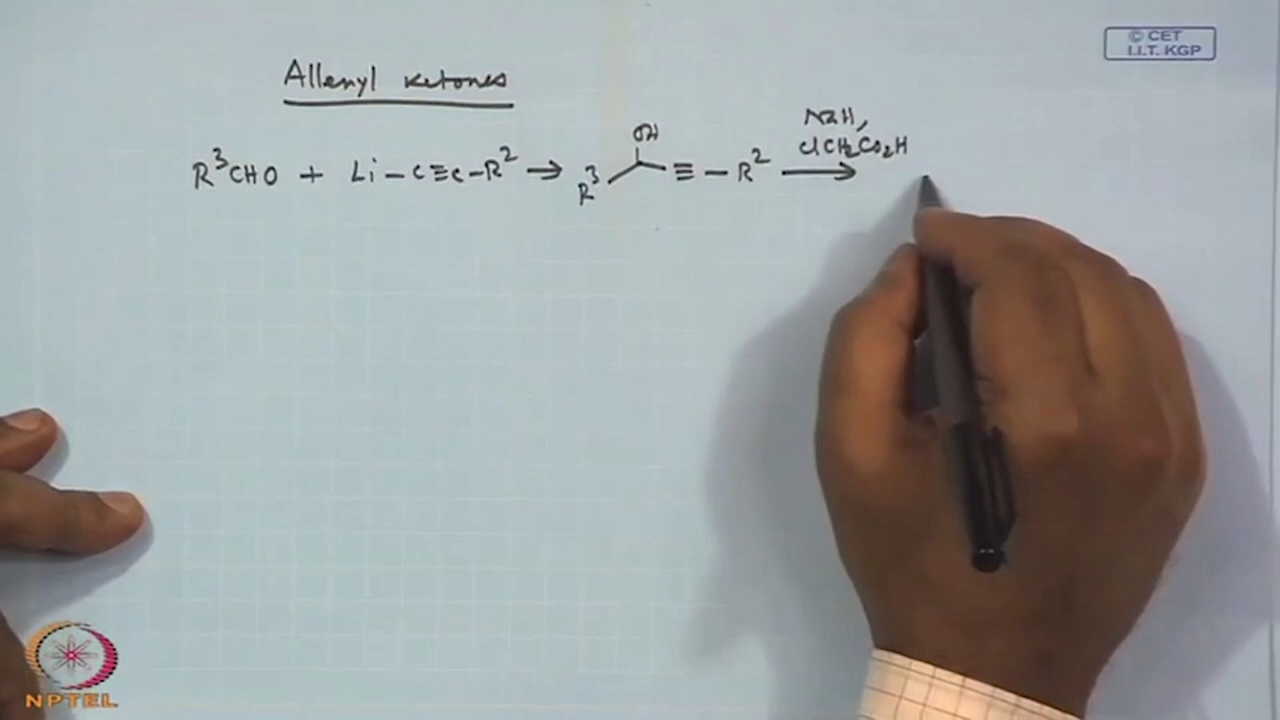 © CET
I.I.T. KGP
Allenyl ketones
NaH,
ClCH2CO2H
OH
R³CHO + Li-C≡C-R² → R³ ≡-R² →
NPTEL